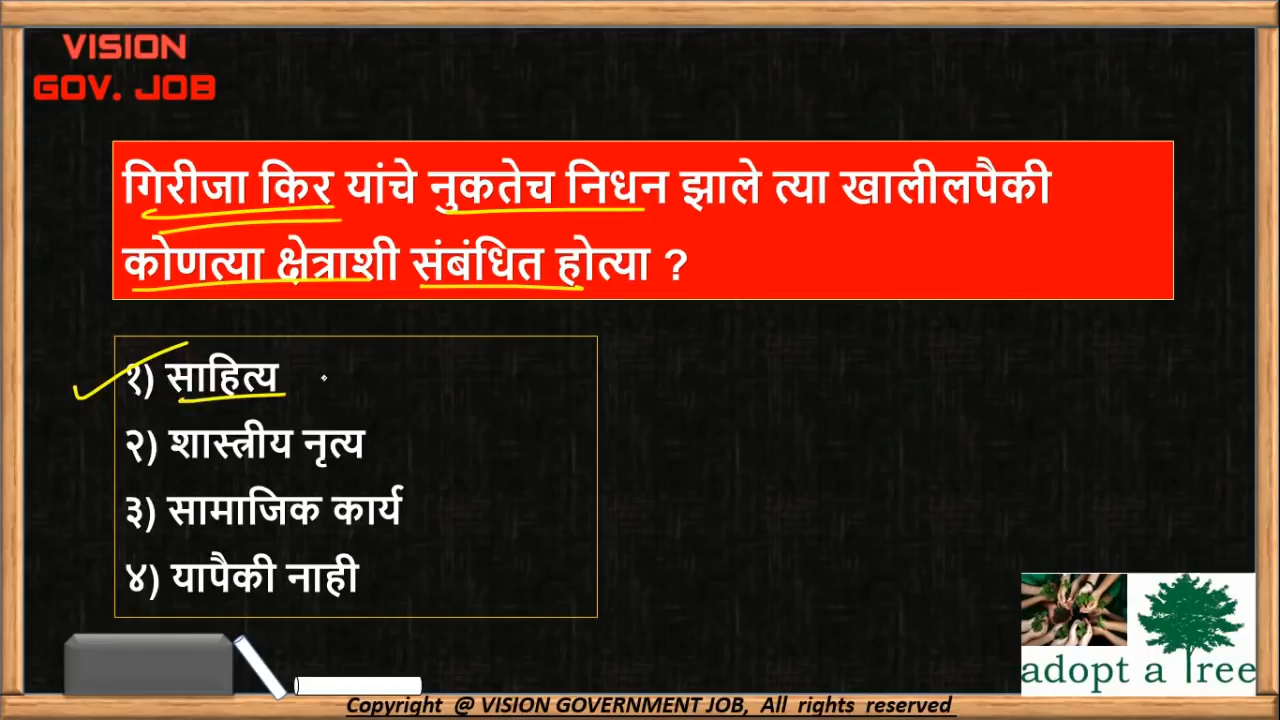 VISION
GOV. JOB
गिरीजा किर यांचे नुकतेच निधन झाले त्या खालीलपैकी
कोणत्या क्षेत्राशी संबंधित होत्या ?
१) साहित्य
२) शास्त्रीय नृत्य
३) सामाजिक कार्य
४) यापैकी नाही
adopt a Tree
Copyright @ VISION GOVERNMENT JOB, All rights reserved